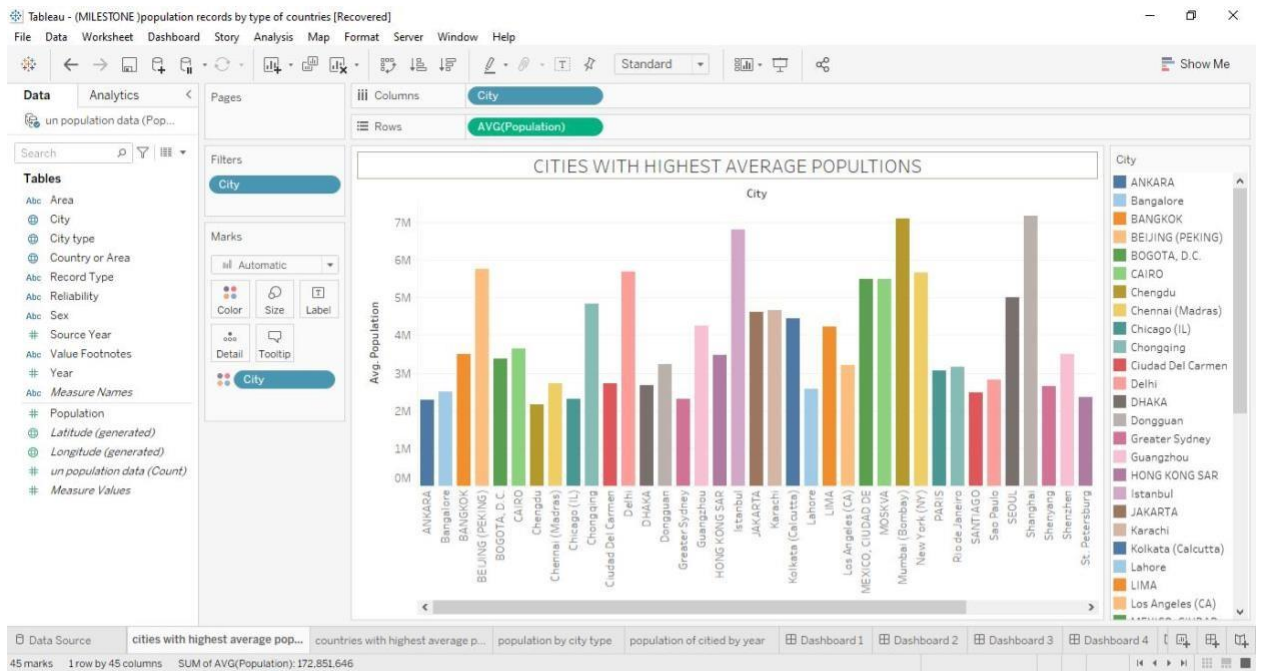 Tableau - (MILESTONE )population records by type of countries [Recovered]
File Data Worksheet Dashboard Story Analysis Map Format Server Window Help
Standard
Show Me
Data Analytics
un population data (Pop...
Search
Tables
Abc Area
City
City type
Country or Area
Abc Record Type
Abc Reliability
Abc Sex
# Source Year
Abc Value Footnotes
# Year
Abc Measure Names
# Population
Latitude (generated)
Longitude (generated)
# un population data (Count)
# Measure Values
Pages
Filters
City
Marks
Automatic
Color Size Label
Detail Tooltip
City
Columns City
Rows AVG(Population)
CITIES WITH HIGHEST AVERAGE POPULTIONS
City
Avg. Population
7M
6M
5M
4M
3M
2M
1M
0M
ANKARA
Bangalore
BANGKOK
BEIJING (PEKING)
BOGOTA, D.C.
CAIRO
Chengdu
Chennai (Madras)
Chicago (IL)
Chongqing
Ciudad Del Carmen
Delhi
DHAKA
Dongguan
Greater Sydney
Guangzhou
HONG KONG SAR
Istanbul
JAKARTA
Karachi
Kolkata (Calcutta)
Lahore
LIMA
Los Angeles (CA)
MEXICO, CIUDAD DE
MOSKVA
Mumbai (Bombay)
New York (NY)
PARIS
Rio de Janeiro
SANTIAGO
Sao Paulo
SEOUL
Shanghai
Shenyang
Shenzhen
St. Petersburg
City
ANKARA
Bangalore
BANGKOK
BEIJING (PEKING)
BOGOTA, D.C.
CAIRO
Chengdu
Chennai (Madras)
Chicago (IL)
Chongqing
Ciudad Del Carmen
Delhi
DHAKA
Dongguan
Greater Sydney
Guangzhou
HONG KONG SAR
Istanbul
JAKARTA
Karachi
Kolkata (Calcutta)
Lahore
LIMA
Los Angeles (CA)
Data Source cities with highest average pop... countries with highest average p... population by city type population of citied by year Dashboard 1 Dashboard 2 Dashboard 3 Dashboard 4
45 marks 1 row by 45 columns SUM of AVG(Population): 172,851,646